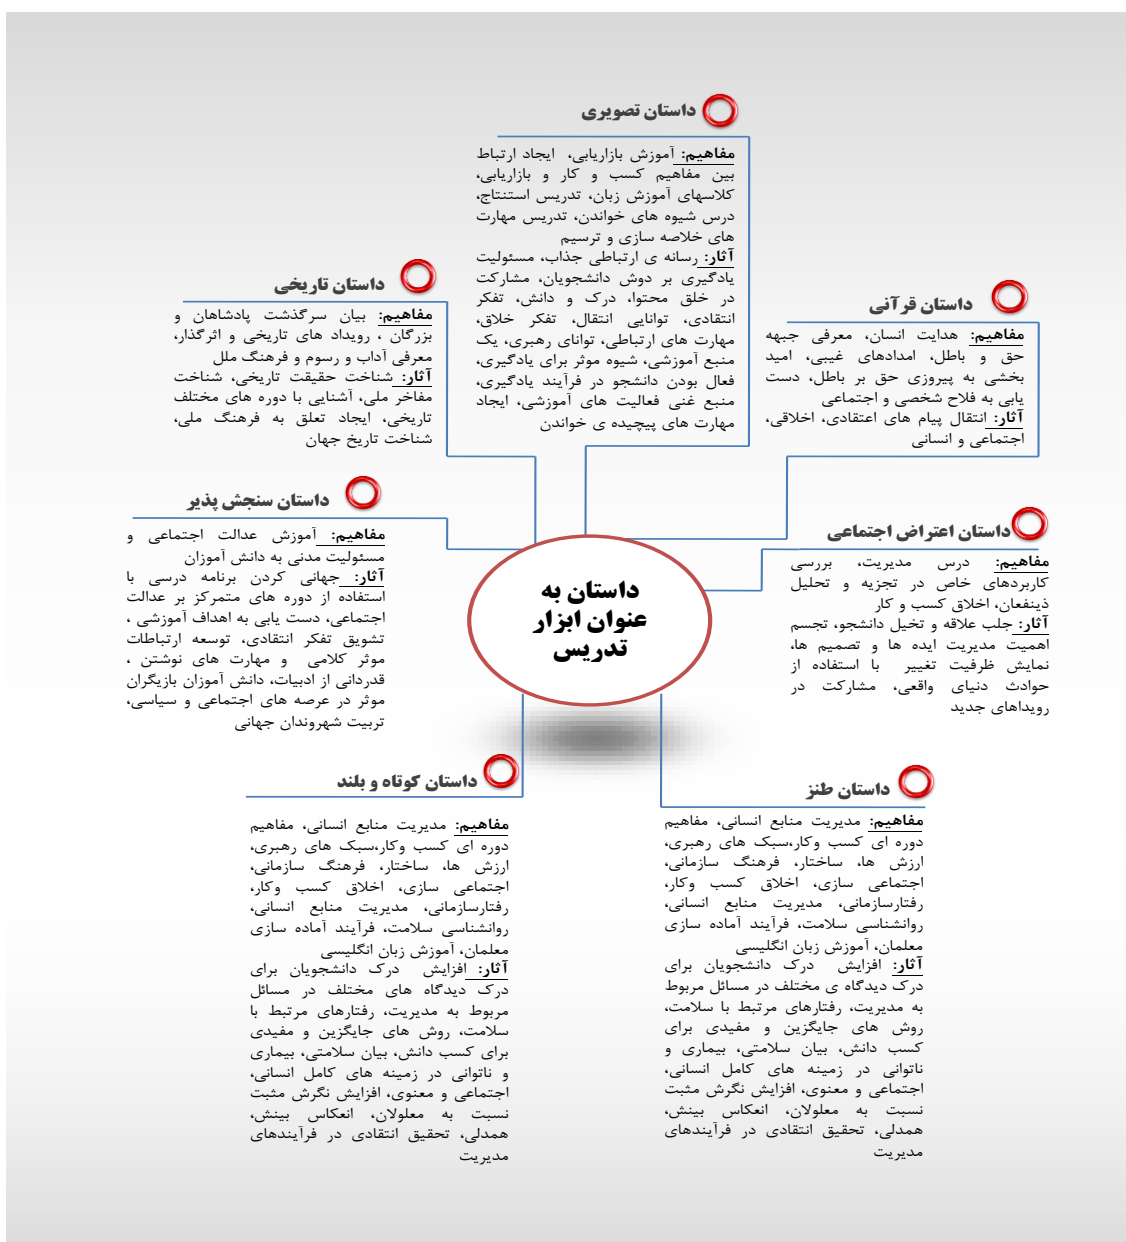 داستان تصویری
مفاهیم: آموزش بازاریابی، ایجاد ارتباط
بین مفاهیم کسب و کار و بازاریابی،
کلاسهای آموزش زبان، تدریس استنتاج،
درس شیوه های خواندن، تدریس مهارت
های خلاصه سازی و ترسیم
آثار: رسانه ی ارتباطی جذاب، مسئولیت
یادگیری بر دوش دانشجویان، مشارکت
در خلق محتوا، درک و دانش، تفکر
انتقادی، توانایی انتقال، تفکر خلاق،
مهارت های ارتباطی، توانای رهبری، یک
منبع آموزشی، شیوه موثر برای یادگیری،
فعال بودن دانشجو در فرآیند یادگیری،
منبع غنی فعالیت های آموزشی، ایجاد
مهارت های پیچیده ی خواندن
داستان قرآنی
مفاهیم: هدایت انسان، معرفی جبهه
حق و باطل، امدادهای غیبی، امید
بخشی به پیروزی حق بر باطل، دست
یابی به فلاح شخصی و اجتماعی
آثار: انتقال پیام های اعتقادی، اخلاقی،
اجتماعی و انسانی
داستان تاریخی
مفاهیم: بیان سرگذشت پادشاهان و
بزرگان ، رویداد های تاریخی و اثرگذار،
معرفی آداب و رسوم و فرهنگ ملل
آثار: شناخت حقیقت تاریخی، شناخت
مفاخر ملی، آشنایی با دوره های مختلف
تاریخی، ایجاد تعلق به فرهنگ ملی،
شناخت تاریخ جهان
داستان اعتراض اجتماعی
مفاهیم: درس مدیریت، بررسی
کاربردهای خاص در تجزیه و تحلیل
ذینفعان، اخلاق کسب و کار
آثار: جلب علاقه و تخیل دانشجو، تجسم
اهمیت مدیریت ایده ها و تصمیم ها،
نمایش ظرفیت تغییر با استفاده از
حوادث دنیای واقعی، مشارکت در
رویداهای جدید
داستان سنجش پذیر
مفاهیم: آموزش عدالت اجتماعی و
مسئولیت مدنی به دانش آموزان
آثار: جهانی کردن برنامه درسی با
استفاده از دوره های متمرکز بر عدالت
اجتماعی، دست یابی به اهداف آموزشی ،
تشویق تفکر انتقادی، توسعه ارتباطات
موثر کلامی و مهارت های نوشتن ،
قدردانی از ادبیات، دانش آموزان بازیگران
موثر در عرصه های اجتماعی و سیاسی،
تربیت شهروندان جهانی
داستان به
عنوان ابزار
تدریس
داستان طنز
مفاهیم: مدیریت منابع انسانی، مفاهیم
دوره ای کسب وکار،سبک های رهبری،
ارزش ها، ساختار، فرهنگ سازمانی،
اجتماعی سازی، اخلاق کسب وکار،
رفتارسازمانی، مدیریت منابع انسانی،
روانشناسی سلامت، فرآیند آماده سازی
معلمان، آموزش زبان انگلیسی
آثار: افزایش درک دانشجویان برای
درک دیدگاه ی مختلف در مسائل مربوط
به مدیریت، رفتارهای مرتبط با سلامت،
روش های جایگزین و مفیدی برای
کسب دانش، بیان سلامتی، بیماری و
ناتوانی در زمینه های کامل انسانی،
اجتماعی و معنوی، افزایش نگرش مثبت
نسبت به معلولان، انعکاس بینش،
همدلی، تحقیق انتقادی در فرآیندهای
مدیریت
داستان کوتاه و بلند
مفاهیم: مدیریت منابع انسانی، مفاهیم
دوره ای کسب وکار،سبک های رهبری،
ارزش ها، ساختار، فرهنگ سازمانی،
اجتماعی سازی، اخلاق کسب وکار،
رفتارسازمانی، مدیریت منابع انسانی،
روانشناسی سلامت، فرآیند آماده سازی
معلمان، آموزش زبان انگلیسی
آثار: افزایش درک دانشجویان برای
درک دیدگاه های مختلف در مسائل
مربوط به مدیریت، رفتارهای مرتبط با
سلامت، روش های جایگزین و مفیدی
برای کسب دانش، بیان سلامتی، بیماری
و ناتوانی در زمینه های کامل انسانی،
اجتماعی و معنوی، افزایش نگرش مثبت
نسبت به معلولان، انعکاس بینش،
همدلی، تحقیق انتقادی در فرآیندهای
مدیریت